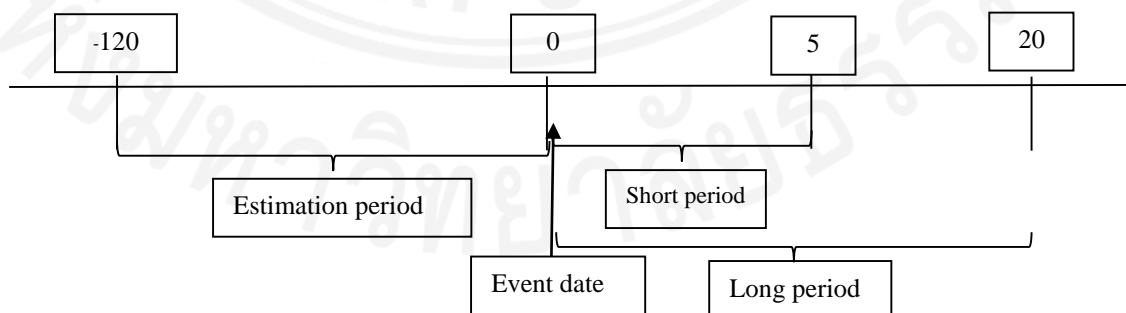 -120
0
5
20
Estimation period
Short period
Event date
Long period